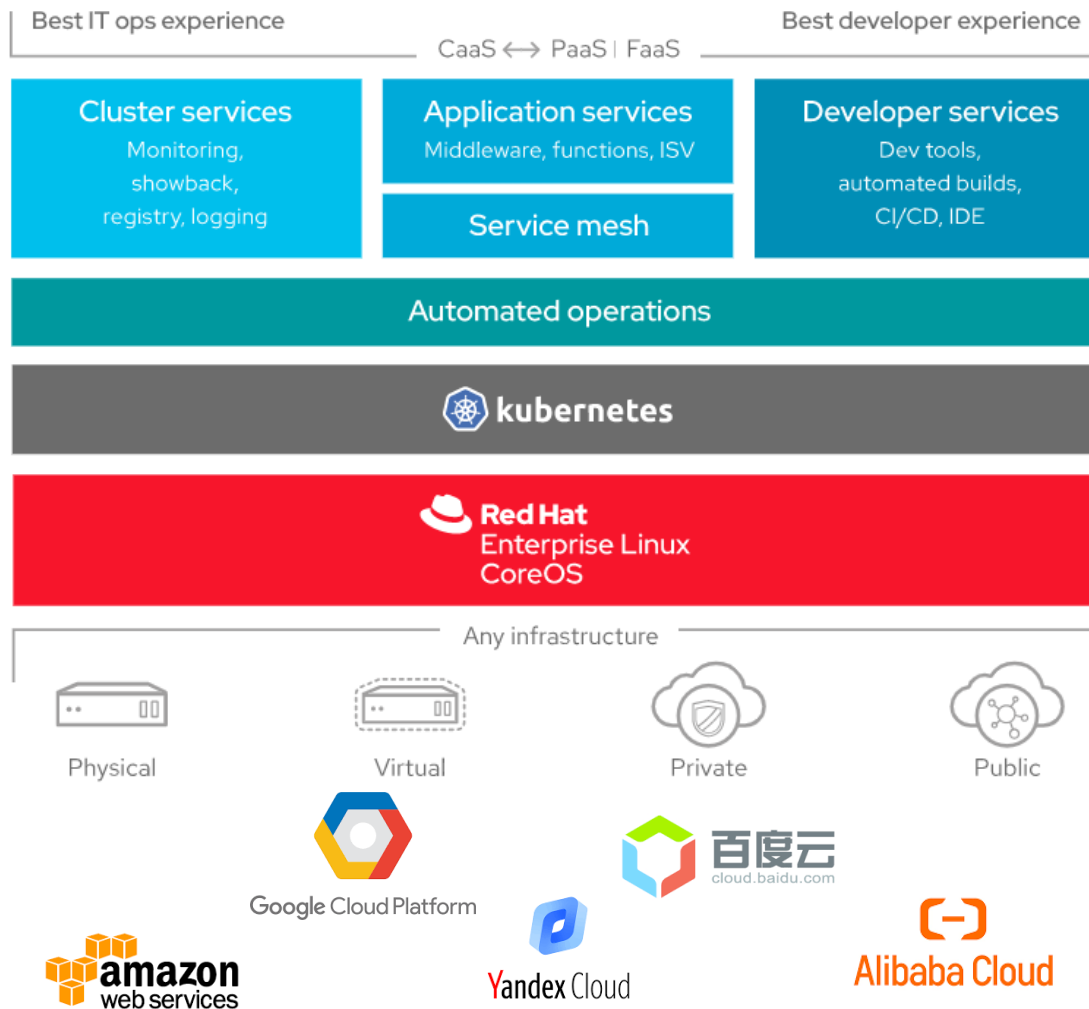 Best IT ops experience
Best developer experience
CaaS ↔ PaaS | FaaS
Cluster services
Monitoring,
showback,
registry, logging
Application services
Middleware, functions, ISV
Service mesh
Developer services
Dev tools,
automated builds,
CI/CD, IDE
Automated operations
kubernetes
Red Hat
Enterprise Linux
CoreOS
Any infrastructure
Physical
Virtual
Private
Public
Google Cloud Platform
百度云
cloud.baidu.com
amazon
web services
Yandex Cloud
Alibaba Cloud